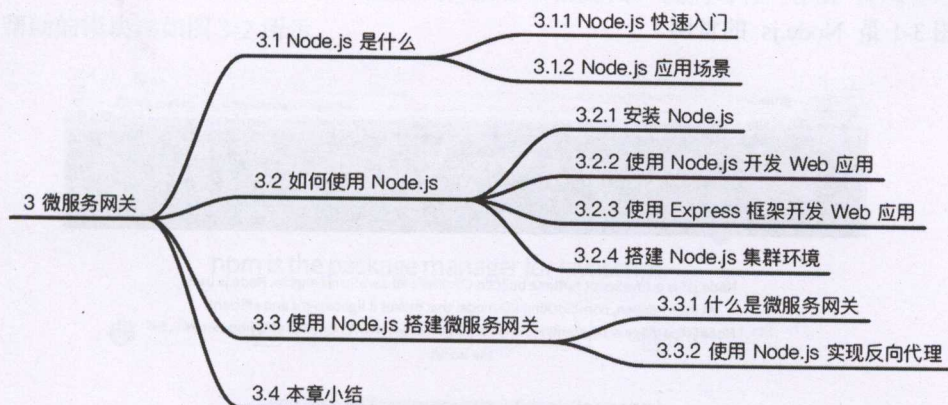 3 微服务网关
3.1 Node.js 是什么
3.1.1 Node.js 快速入门
3.1.2 Node.js 应用场景
3.2 如何使用 Node.js
3.2.1 安装 Node.js
3.2.2 使用 Node.js 开发 Web 应用
3.2.3 使用 Express 框架开发 Web 应用
3.2.4 搭建 Node.js 集群环境
3.3 使用 Node.js 搭建微服务网关
3.3.1 什么是微服务网关
3.3.2 使用 Node.js 实现反向代理
3.4 本章小结